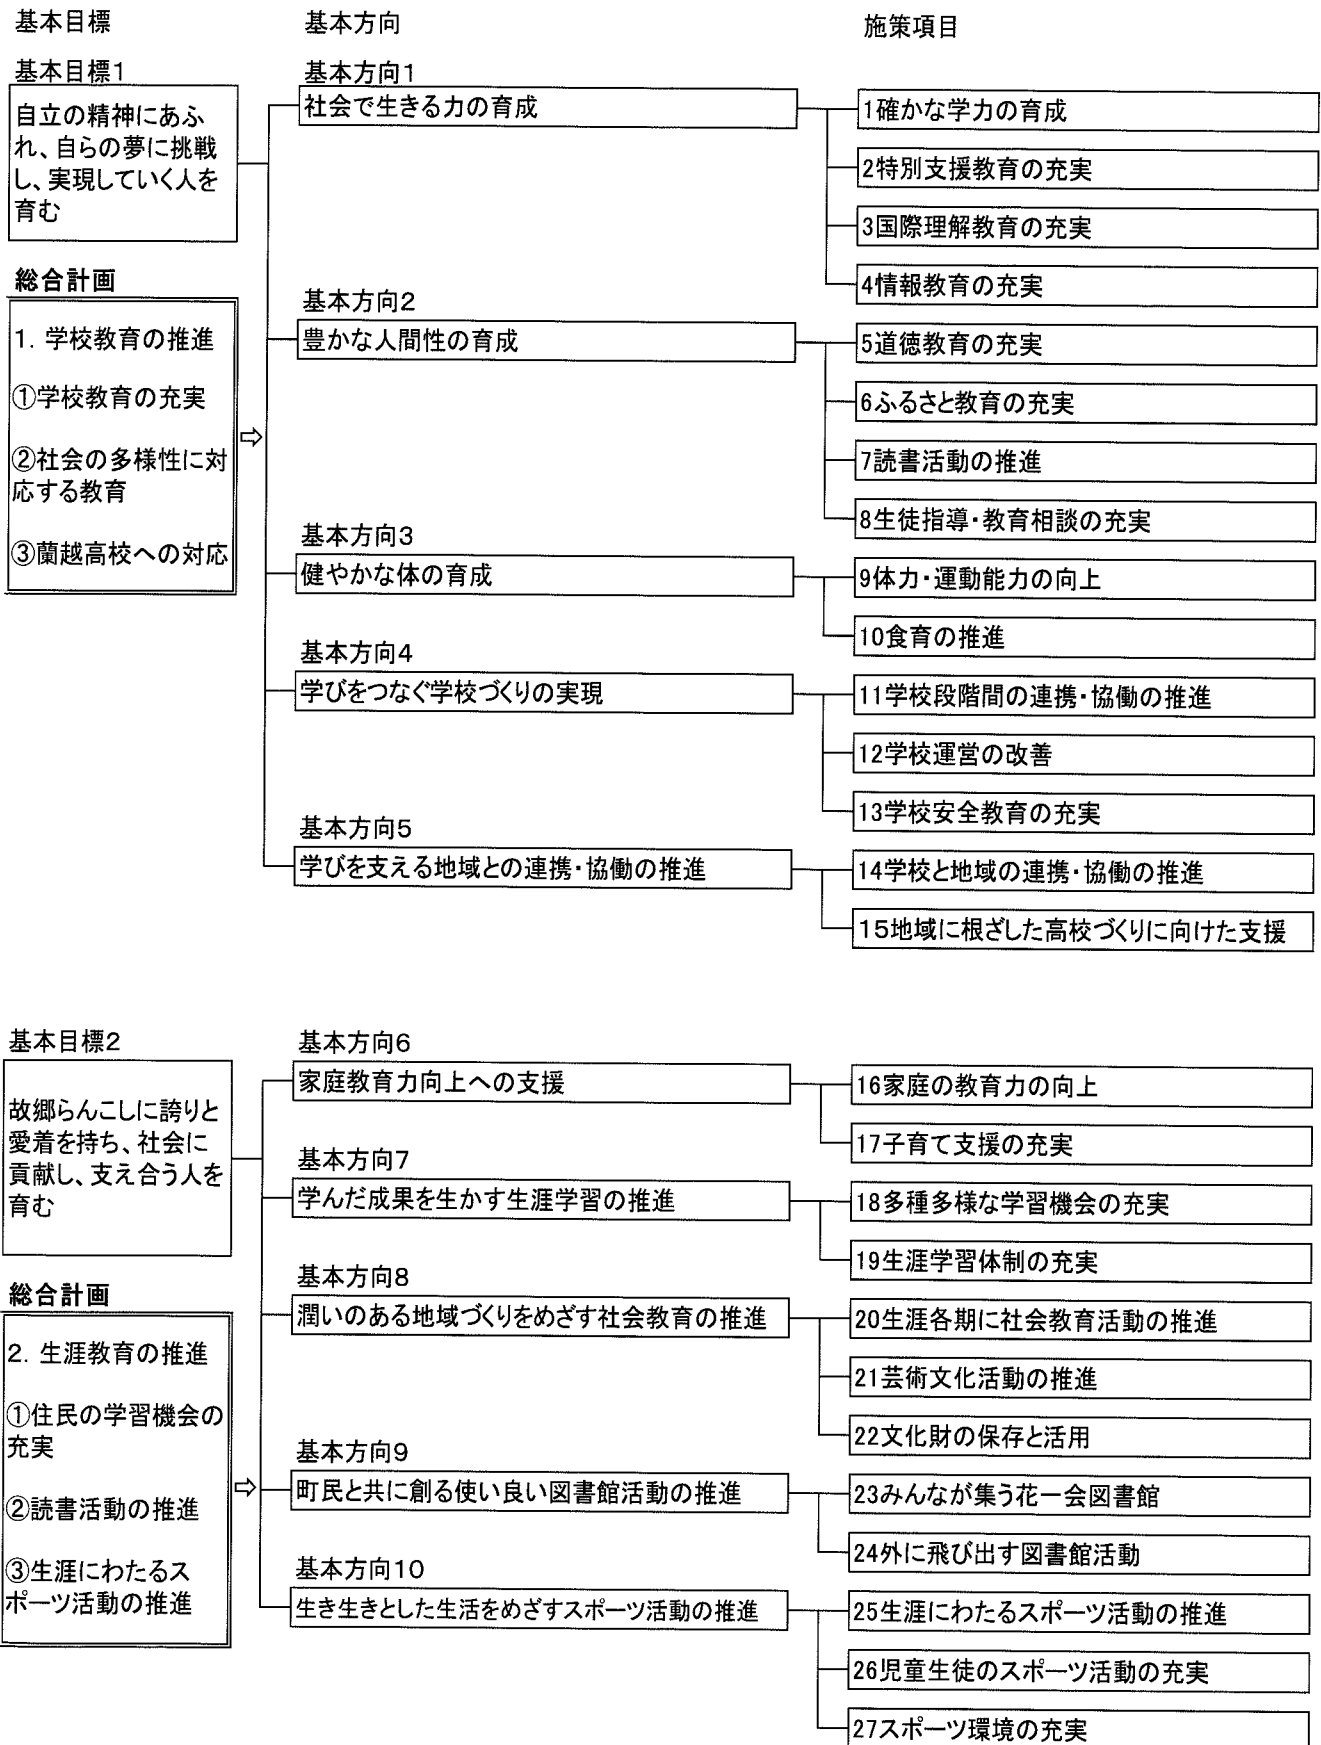 基本目標
基本方向
施策項目
基本目標1
自立の精神にあふ
れ、自らの夢に挑戦
し、実現していく人を
育む
総合計画
1. 学校教育の推進
①学校教育の充実
②社会の多様性に対
応する教育
③蘭越高校への対応
⇨
基本方向1
社会で生きる力の育成
1確かな学力の育成
2特別支援教育の充実
3国際理解教育の充実
4情報教育の充実
基本方向2
豊かな人間性の育成
5道徳教育の充実
6ふるさと教育の充実
7読書活動の推進
8生徒指導・教育相談の充実
基本方向3
健やかな体の育成
9体力・運動能力の向上
10食育の推進
基本方向4
学びをつなぐ学校づくりの実現
11学校段階間の連携・協働の推進
12学校運営の改善
13学校安全教育の充実
基本方向5
学びを支える地域との連携・協働の推進
14学校と地域の連携・協働の推進
15地域に根ざした高校づくりに向けた支援
基本目標2
故郷らんこしに誇りと
愛着を持ち、社会に
貢献し、支え合う人を
育む
総合計画
2. 生涯教育の推進
①住民の学習機会の
充実
②読書活動の推進
③生涯にわたるス
ポーツ活動の推進
⇨
基本方向6
家庭教育力向上への支援
16家庭の教育力の向上
17子育て支援の充実
基本方向7
学んだ成果を生かす生涯学習の推進
18多種多様な学習機会の充実
19生涯学習体制の充実
基本方向8
潤いのある地域づくりをめざす社会教育の推進
20生涯各期に社会教育活動の推進
21芸術文化活動の推進
22文化財の保存と活用
基本方向9
町民と共に創る使い良い図書館活動の推進
23みんなが集う花一会図書館
24外に飛び出す図書館活動
基本方向10
生き生きとした生活をめざすスポーツ活動の推進
25生涯にわたるスポーツ活動の推進
26児童生徒のスポーツ活動の充実
27スポーツ環境の充実